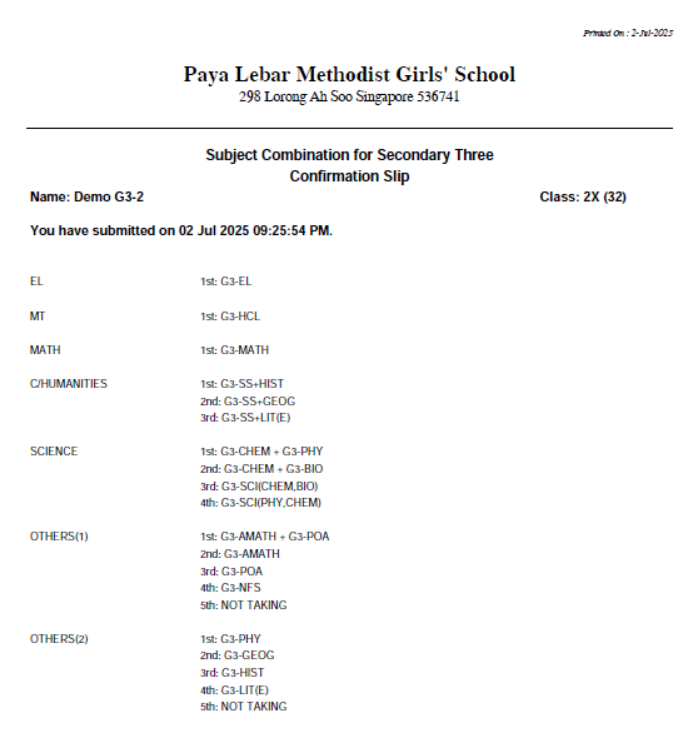 Printed On : 2-Jul-2025
Paya Lebar Methodist Girls' School
298 Lorong Ah Soo Singapore 536741
Subject Combination for Secondary Three
Confirmation Slip
Name: Demo G3-2 Class: 2X (32)
You have submitted on 02 Jul 2025 09:25:54 PM.
EL 1st: G3-EL
MT 1st: G3-HCL
MATH 1st: G3-MATH
C/HUMANITIES 1st: G3-SS+HIST
2nd: G3-SS+GEOG
3rd: G3-SS+LIT(E)
SCIENCE 1st: G3-CHEM + G3-PHY
2nd: G3-CHEM + G3-BIO
3rd: G3-SCI(CHEM,BIO)
4th: G3-SCI(PHY,CHEM)
OTHERS(1) 1st: G3-AMATH + G3-POA
2nd: G3-AMATH
3rd: G3-POA
4th: G3-NFS
5th: NOT TAKING
OTHERS(2) 1st: G3-PHY
2nd: G3-GEOG
3rd: G3-HIST
4th: G3-LIT(E)
5th: NOT TAKING